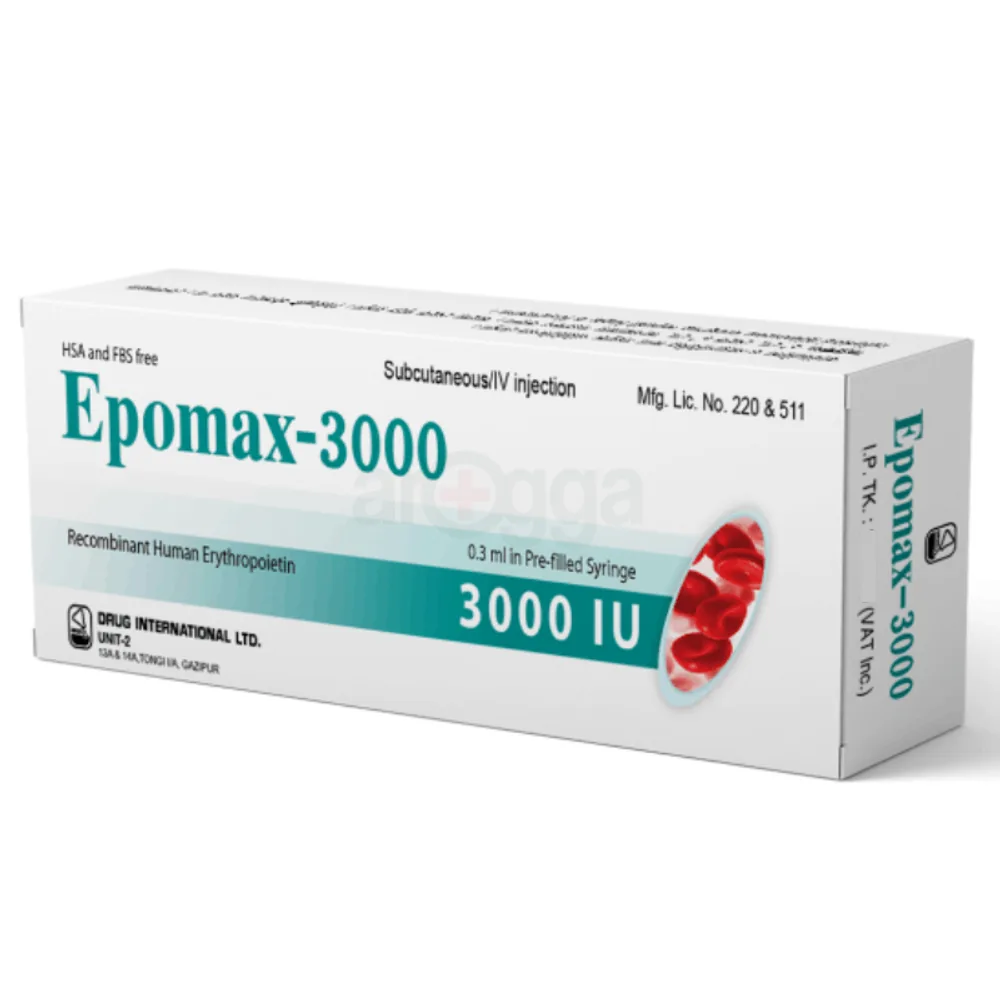 HSA and FBS free
Epomax-3000
Subcutaneous/IV injection
Mfg. Lic. No. 220 & 511
arogga
Recombinant Human Erythropoietin
0.3 ml in Pre-filled Syringe
3000 IU
DRUG INTERNATIONAL LTD.
UNIT-2
13A & 14A, TONGI I/A, GAZIPUR
Epomax-3000
I.P. TK. :
(VAT Inc.)